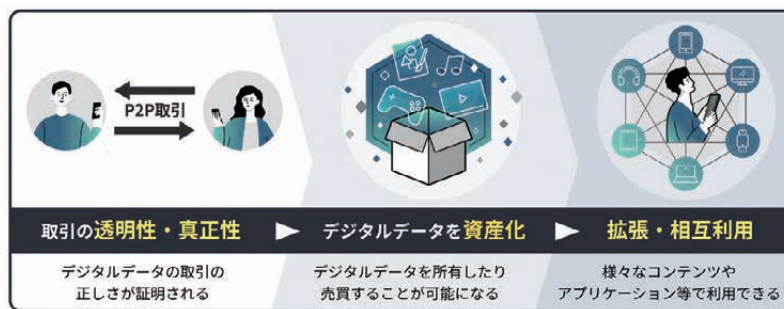 P2P取引
取引の透明性・真正性
デジタルデータの取引の
正しさが証明される
デジタルデータを資産化
デジタルデータを所有したり
売買することが可能になる
拡張・相互利用
様々なコンテンツや
アプリケーション等で利用できる